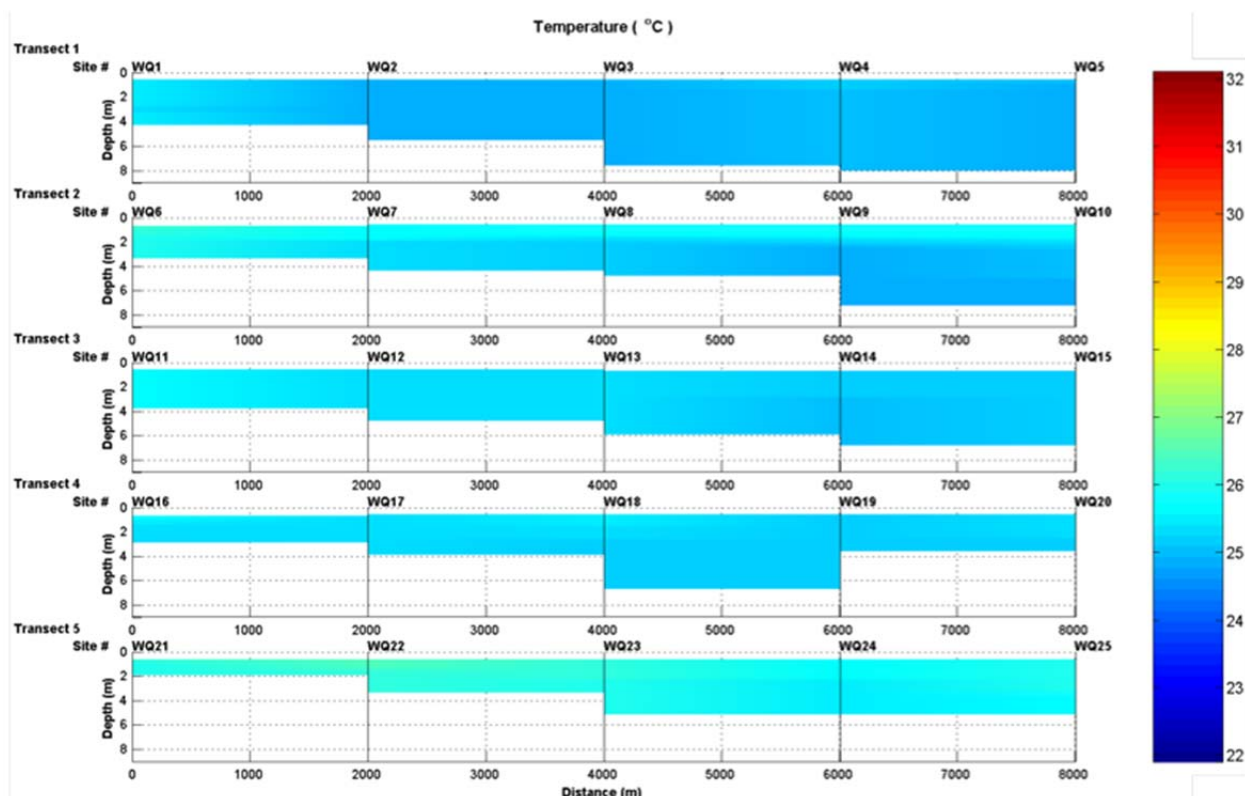 Temperature ( °C )
Transect 1
Site # WQ1 WQ2 WQ3 WQ4 WQ5
Depth (m)
0
2
4
6
8
0 1000 2000 3000 4000 5000 6000 7000 8000
Transect 2
Site # WQ6 WQ7 WQ8 WQ9 WQ10
Depth (m)
0
2
4
6
8
0 1000 2000 3000 4000 5000 6000 7000 8000
Transect 3
Site # WQ11 WQ12 WQ13 WQ14 WQ15
Depth (m)
0
2
4
6
8
0 1000 2000 3000 4000 5000 6000 7000 8000
Transect 4
Site # WQ16 WQ17 WQ18 WQ19 WQ20
Depth (m)
0
2
4
6
8
0 1000 2000 3000 4000 5000 6000 7000 8000
Transect 5
Site # WQ21 WQ22 WQ23 WQ24 WQ25
Depth (m)
0
2
4
6
8
0 1000 2000 3000 4000 5000 6000 7000 8000
Distance (m)
32
31
30
29
28
27
26
25
24
23
22